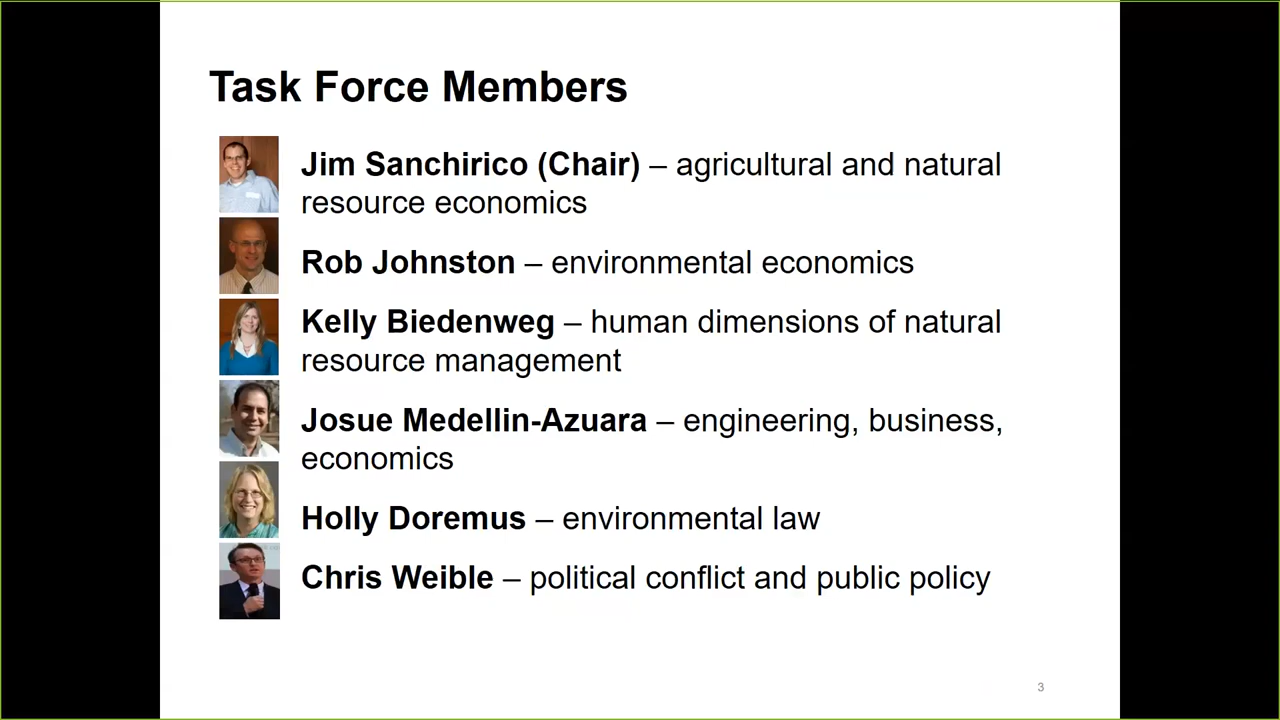 Task Force Members
Jim Sanchirico (Chair) – agricultural and natural
resource economics
Rob Johnston – environmental economics
Kelly Biedenweg – human dimensions of natural
resource management
Josue Medellin-Azuara – engineering, business,
economics
Holly Doremus – environmental law
Chris Weible – political conflict and public policy
3